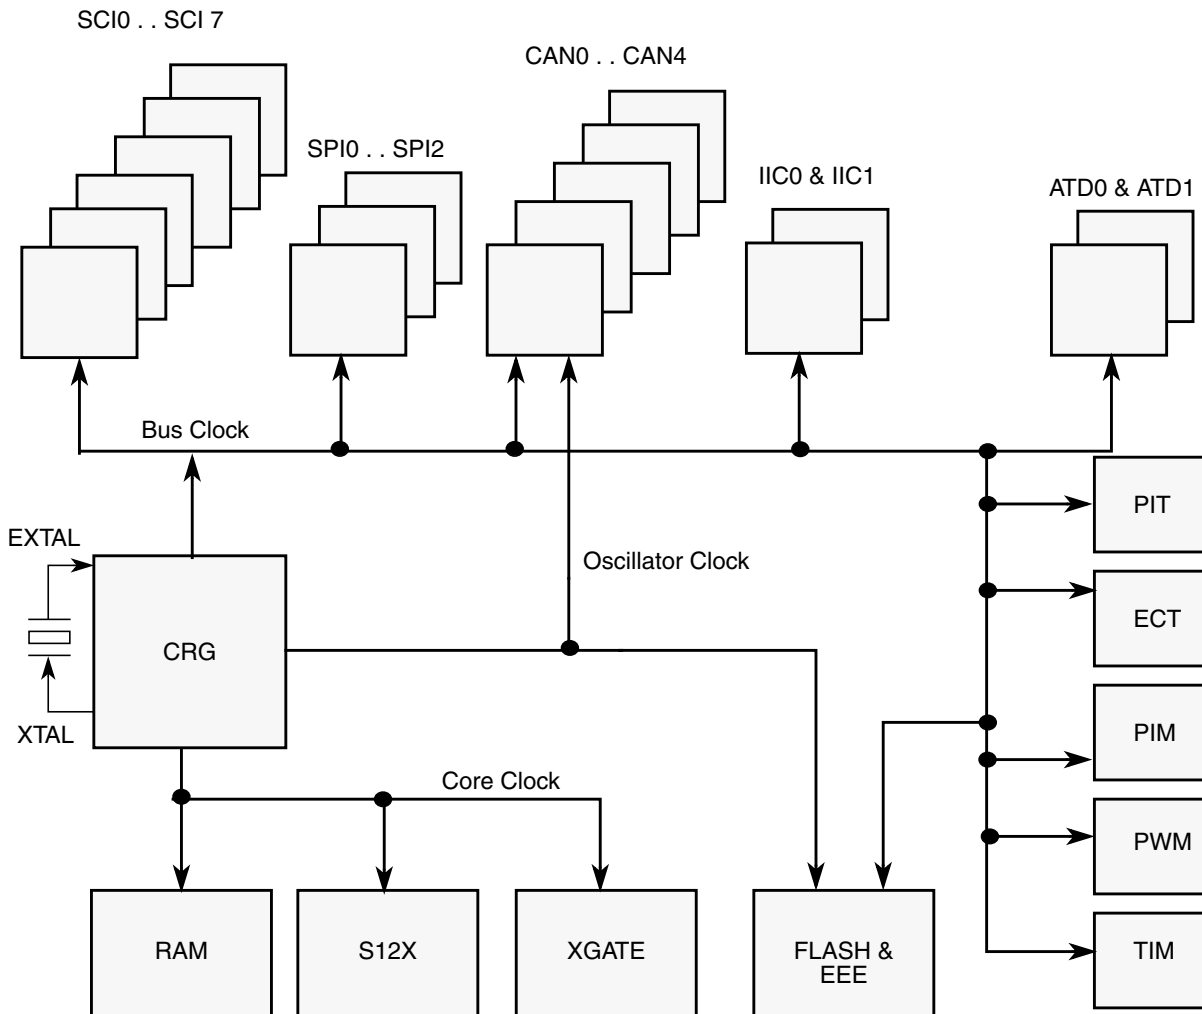 SCI0 . . SCI 7
CAN0 . . CAN4
SPI0 . . SPI2
IIC0 & IIC1
ATD0 & ATD1
Bus Clock
PIT
EXTAL
Oscillator Clock
ECT
CRG
XTAL
PIM
Core Clock
PWM
RAM
S12X
XGATE
FLASH &
EEE
TIM